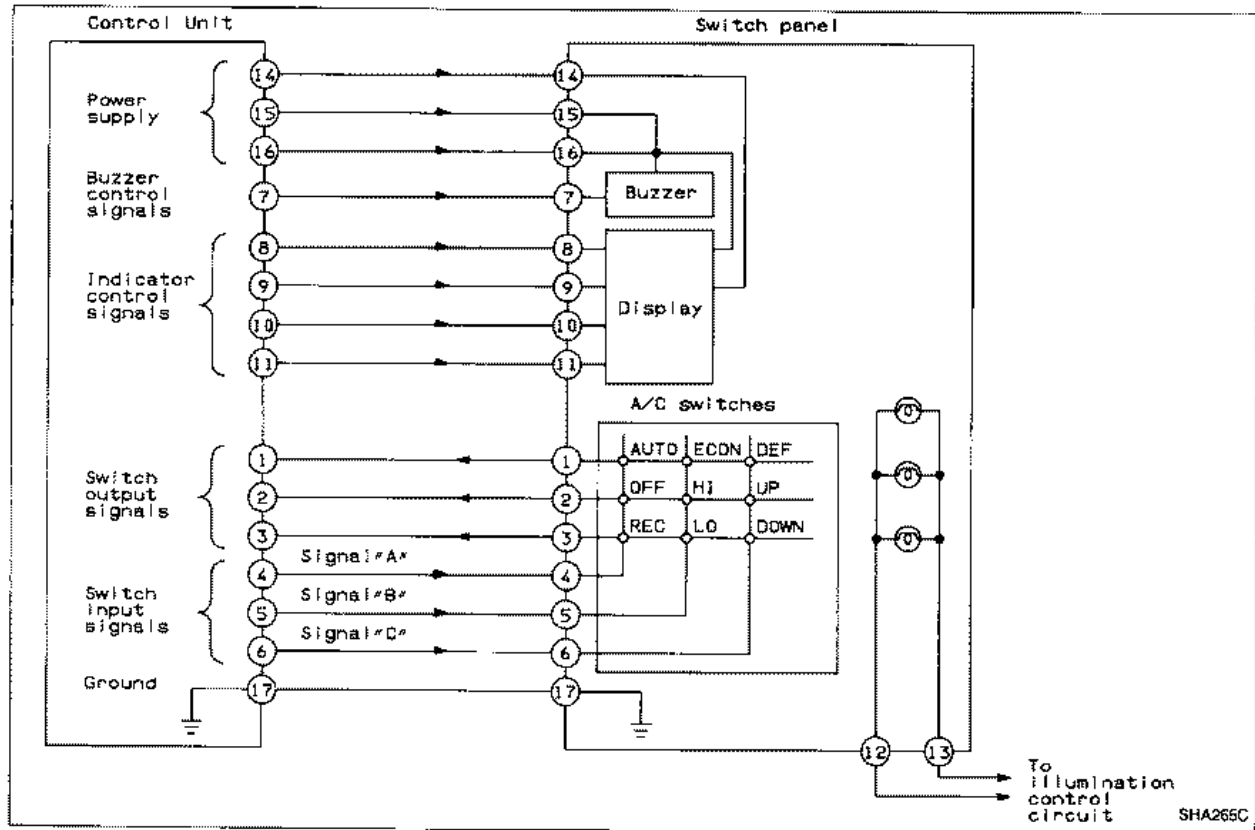 Control Unit
Switch panel
Power
supply
14
14
15
15
16
16
Buzzer
control
signals
7
7
Buzzer
Indicator
control
signals
8
8
9
9
10
10
11
11
Display
A/C switches
Switch
output
signals
1
1
AUTO ECON DEF
2
2
OFF HI UP
3
3
REC LO DOWN
Switch
input
signals
4
Signal"A"
4
5
Signal"B"
5
6
Signal"C"
6
Ground
17
17
12
13
To
illumination
control
circuit
SHA265C